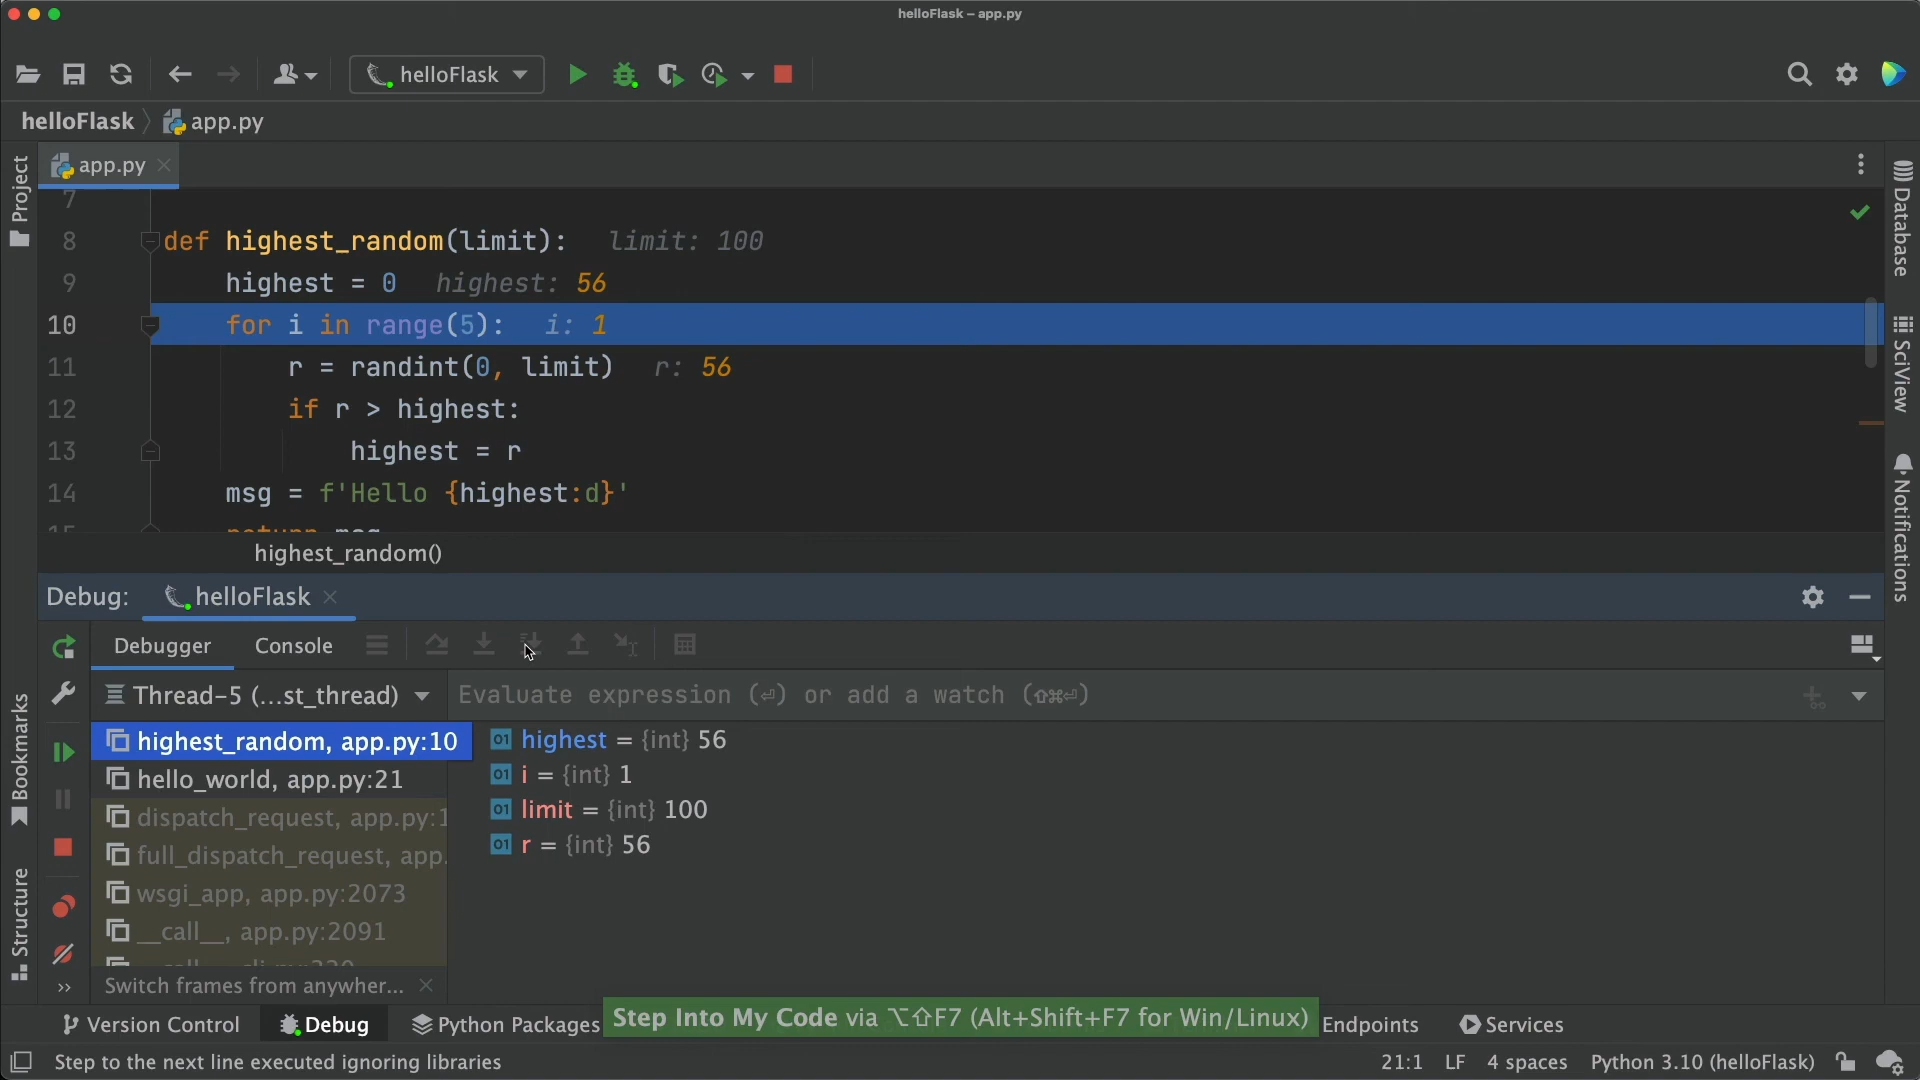 helloFlask – app.py
helloFlask
helloFlask app.py
app.py
Project
Bookmarks
Structure
Database
SciView
Notifications
7
8 def highest_random(limit): limit: 100
9 highest = 0 highest: 56
10 for i in range(5): i: 1
11 r = randint(0, limit) r: 56
12 if r > highest:
13 highest = r
14 msg = f'Hello {highest:d}'
15 return msg
highest_random()
Debug: helloFlask
Debugger Console
Thread-5 (...st_thread) Evaluate expression (⏎) or add a watch (⇧⌘⏎)
highest_random, app.py:10
hello_world, app.py:21
dispatch_request, app.py:1
full_dispatch_request, app.
wsgi_app, app.py:2073
__call__, app.py:2091
highest = {int} 56
i = {int} 1
limit = {int} 100
r = {int} 56
Switch frames from anywher...
Version Control Debug Python Packages Step Into My Code via ⌥⇧F7 (Alt+Shift+F7 for Win/Linux) Endpoints Services
Step to the next line executed ignoring libraries 21:1 LF 4 spaces Python 3.10 (helloFlask)